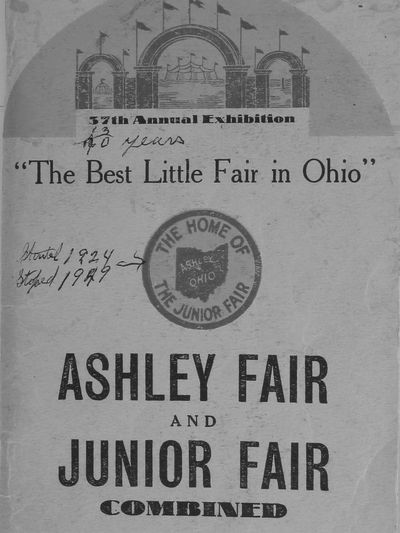 57th Annual Exhibition
years
"The Best Little Fair in Ohio"
THE HOME OF
ASHLEY
OHIO
THE JUNIOR FAIR
Started 1924
Stoped 1949
ASHLEY FAIR
AND
JUNIOR FAIR
COMBINED